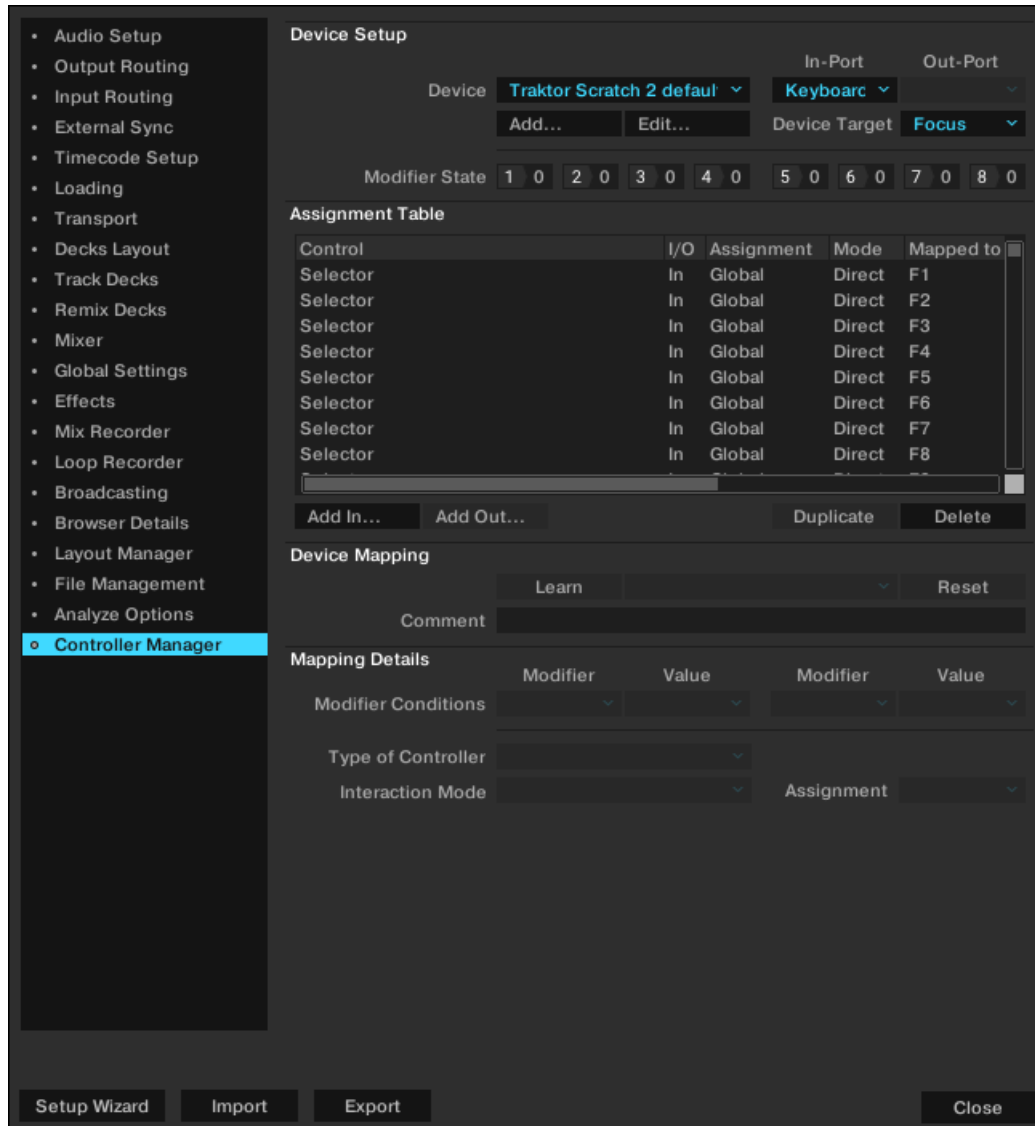 Audio Setup
Output Routing
Input Routing
External Sync
Timecode Setup
Loading
Transport
Decks Layout
Track Decks
Remix Decks
Mixer
Global Settings
Effects
Mix Recorder
Loop Recorder
Broadcasting
Browser Details
Layout Manager
File Management
Analyze Options
Controller Manager
Device Setup
In-Port Out-Port
Device Traktor Scratch 2 defaul Keyboarc
Add... Edit... Device Target Focus
Modifier State 1 0 2 0 3 0 4 0 5 0 6 0 7 0 8 0
Assignment Table
Control I/O Assignment Mode Mapped to
Selector In Global Direct F1
Selector In Global Direct F2
Selector In Global Direct F3
Selector In Global Direct F4
Selector In Global Direct F5
Selector In Global Direct F6
Selector In Global Direct F7
Selector In Global Direct F8
Add In... Add Out... Duplicate Delete
Device Mapping
Learn Reset
Comment
Mapping Details
Modifier Value Modifier Value
Modifier Conditions
Type of Controller
Interaction Mode Assignment
Setup Wizard Import Export Close